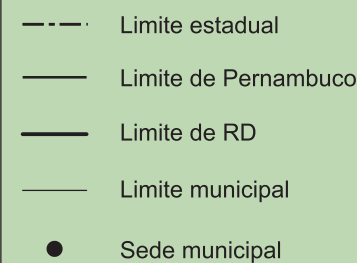 Limite estadual
Limite de Pernambuco
Limite de RD
Limite municipal
Sede municipal